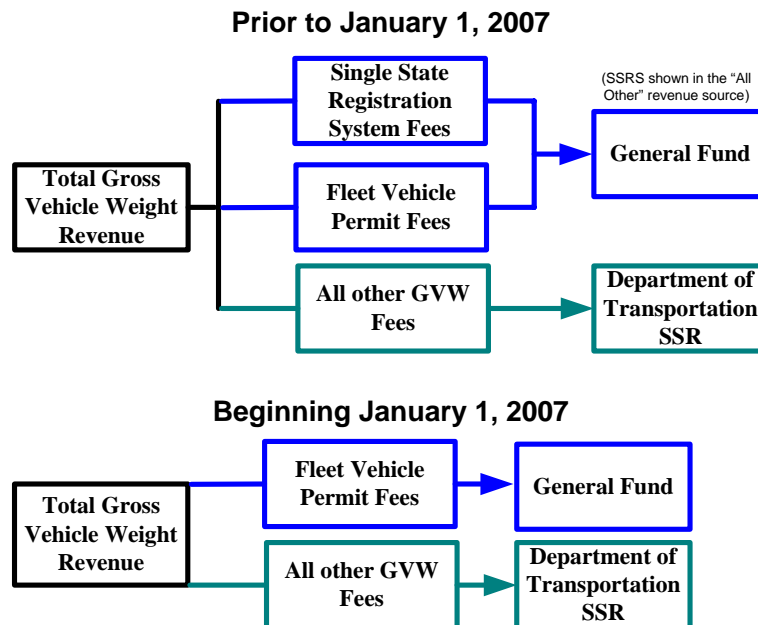 Prior to January 1, 2007
Single State
Registration
System Fees
(SSRS shown in the “All
Other” revenue source)
General Fund
Total Gross
Vehicle Weight
Revenue
Fleet Vehicle
Permit Fees
All other GVW
Fees
Department of
Transportation
SSR
Beginning January 1, 2007
Fleet Vehicle
Permit Fees
General Fund
Total Gross
Vehicle Weight
Revenue
All other GVW
Fees
Department of
Transportation
SSR